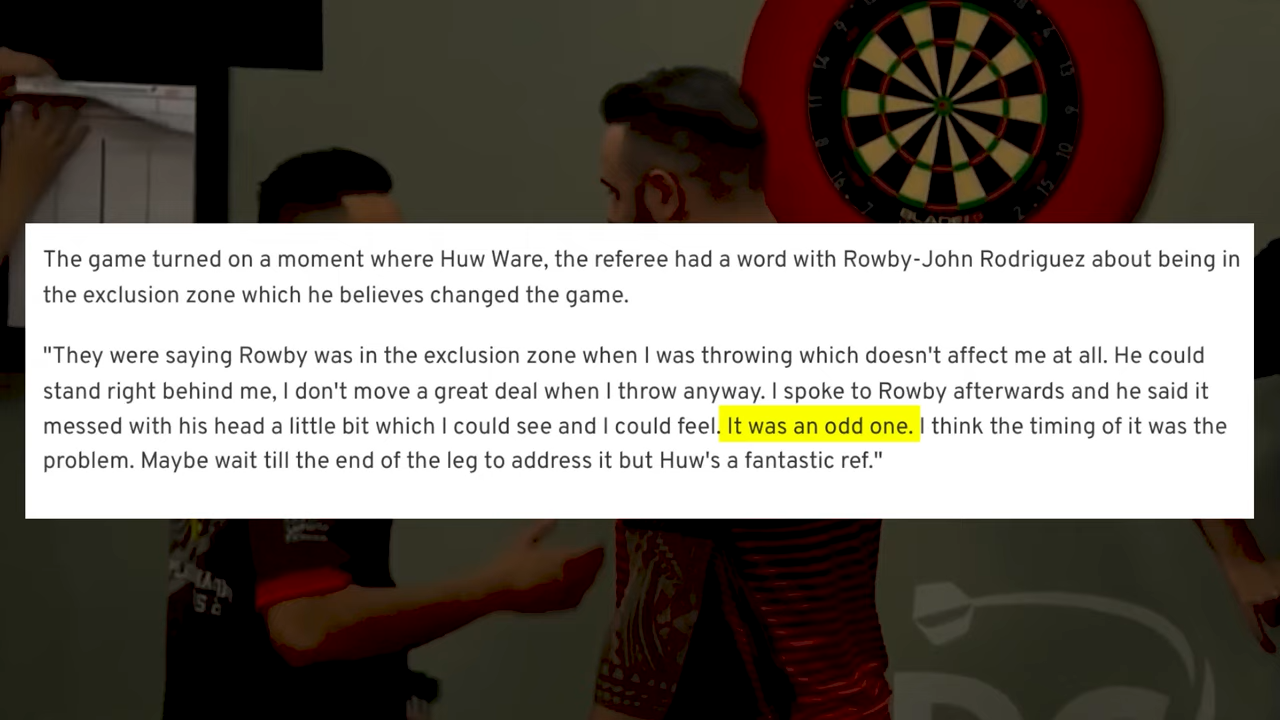 The game turned on a moment where Huw Ware, the referee had a word with Rowby-John Rodriguez about being in
the exclusion zone which he believes changed the game.
"They were saying Rowby was in the exclusion zone when I was throwing which doesn't affect me at all. He could
stand right behind me, I don't move a great deal when I throw anyway. I spoke to Rowby afterwards and he said it
messed with his head a little bit which I could see and I could feel. It was an odd one. I think the timing of it was the
problem. Maybe wait till the end of the leg to address it but Huw's a fantastic ref."